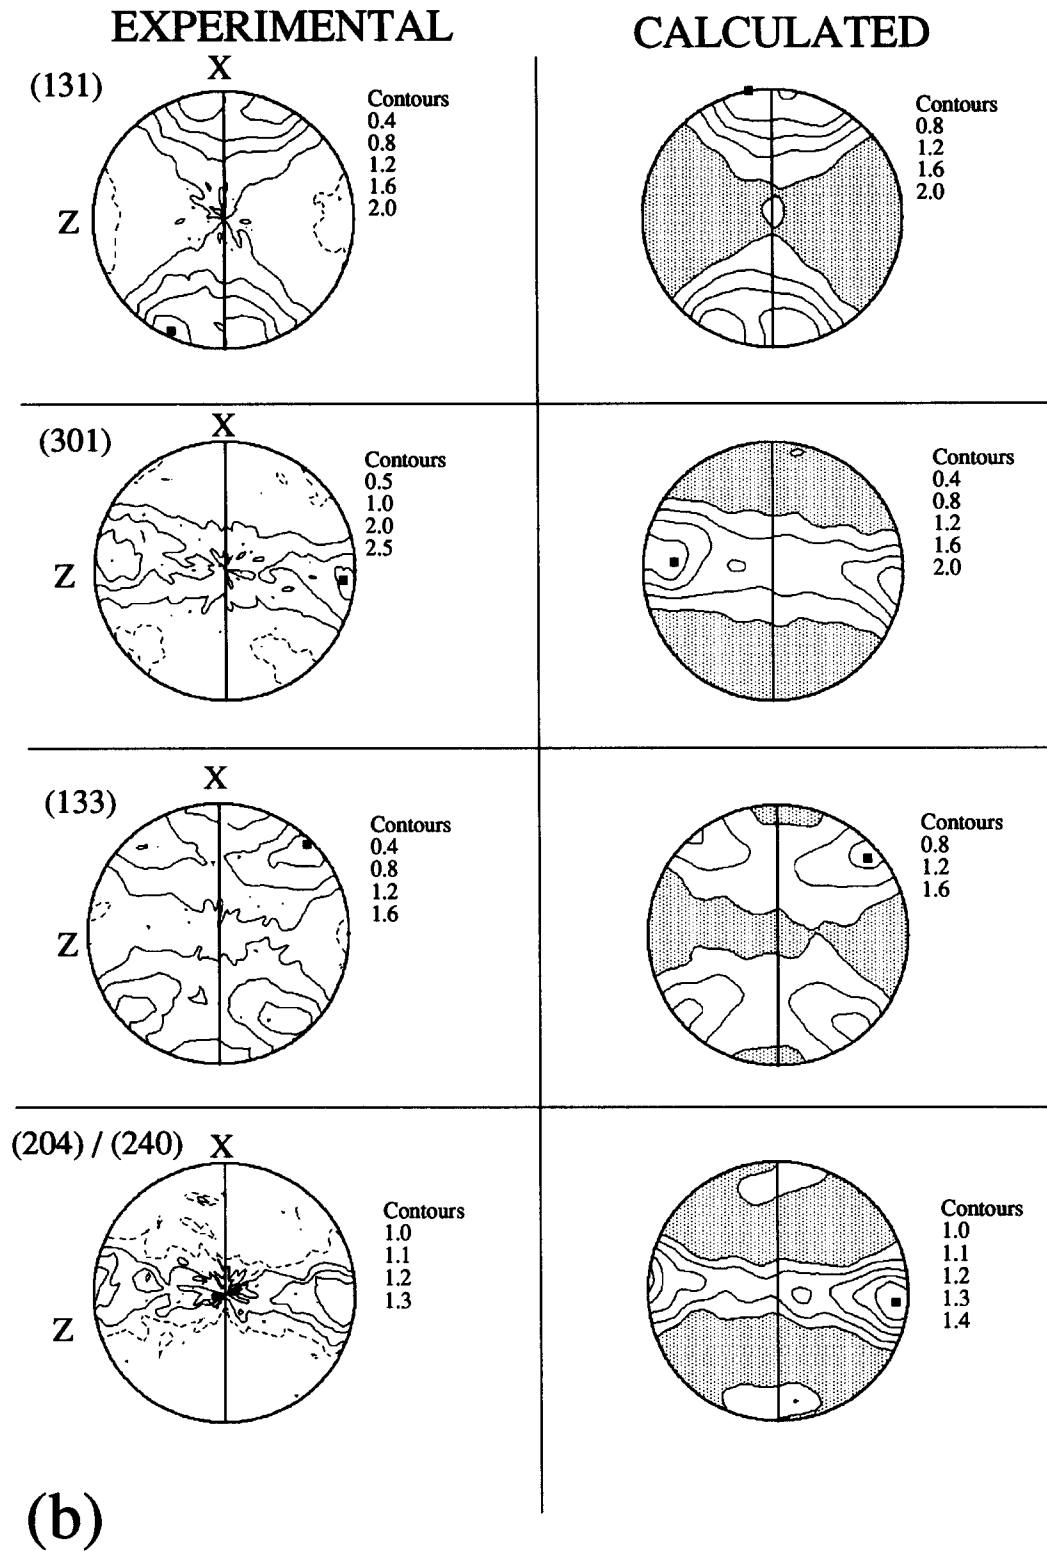 EXPERIMENTAL CALCULATED
(131) X
Contours
0.4
0.8
1.2
1.6
2.0
Z
Contours
0.8
1.2
1.6
2.0
(301) X
Contours
0.5
1.0
2.0
2.5
Z
Contours
0.4
0.8
1.2
1.6
2.0
(133) X
Contours
0.4
0.8
1.2
1.6
Z
Contours
0.8
1.2
1.6
(204) / (240) X
Contours
1.0
1.1
1.2
1.3
Z
Contours
1.0
1.1
1.2
1.3
1.4
(b)